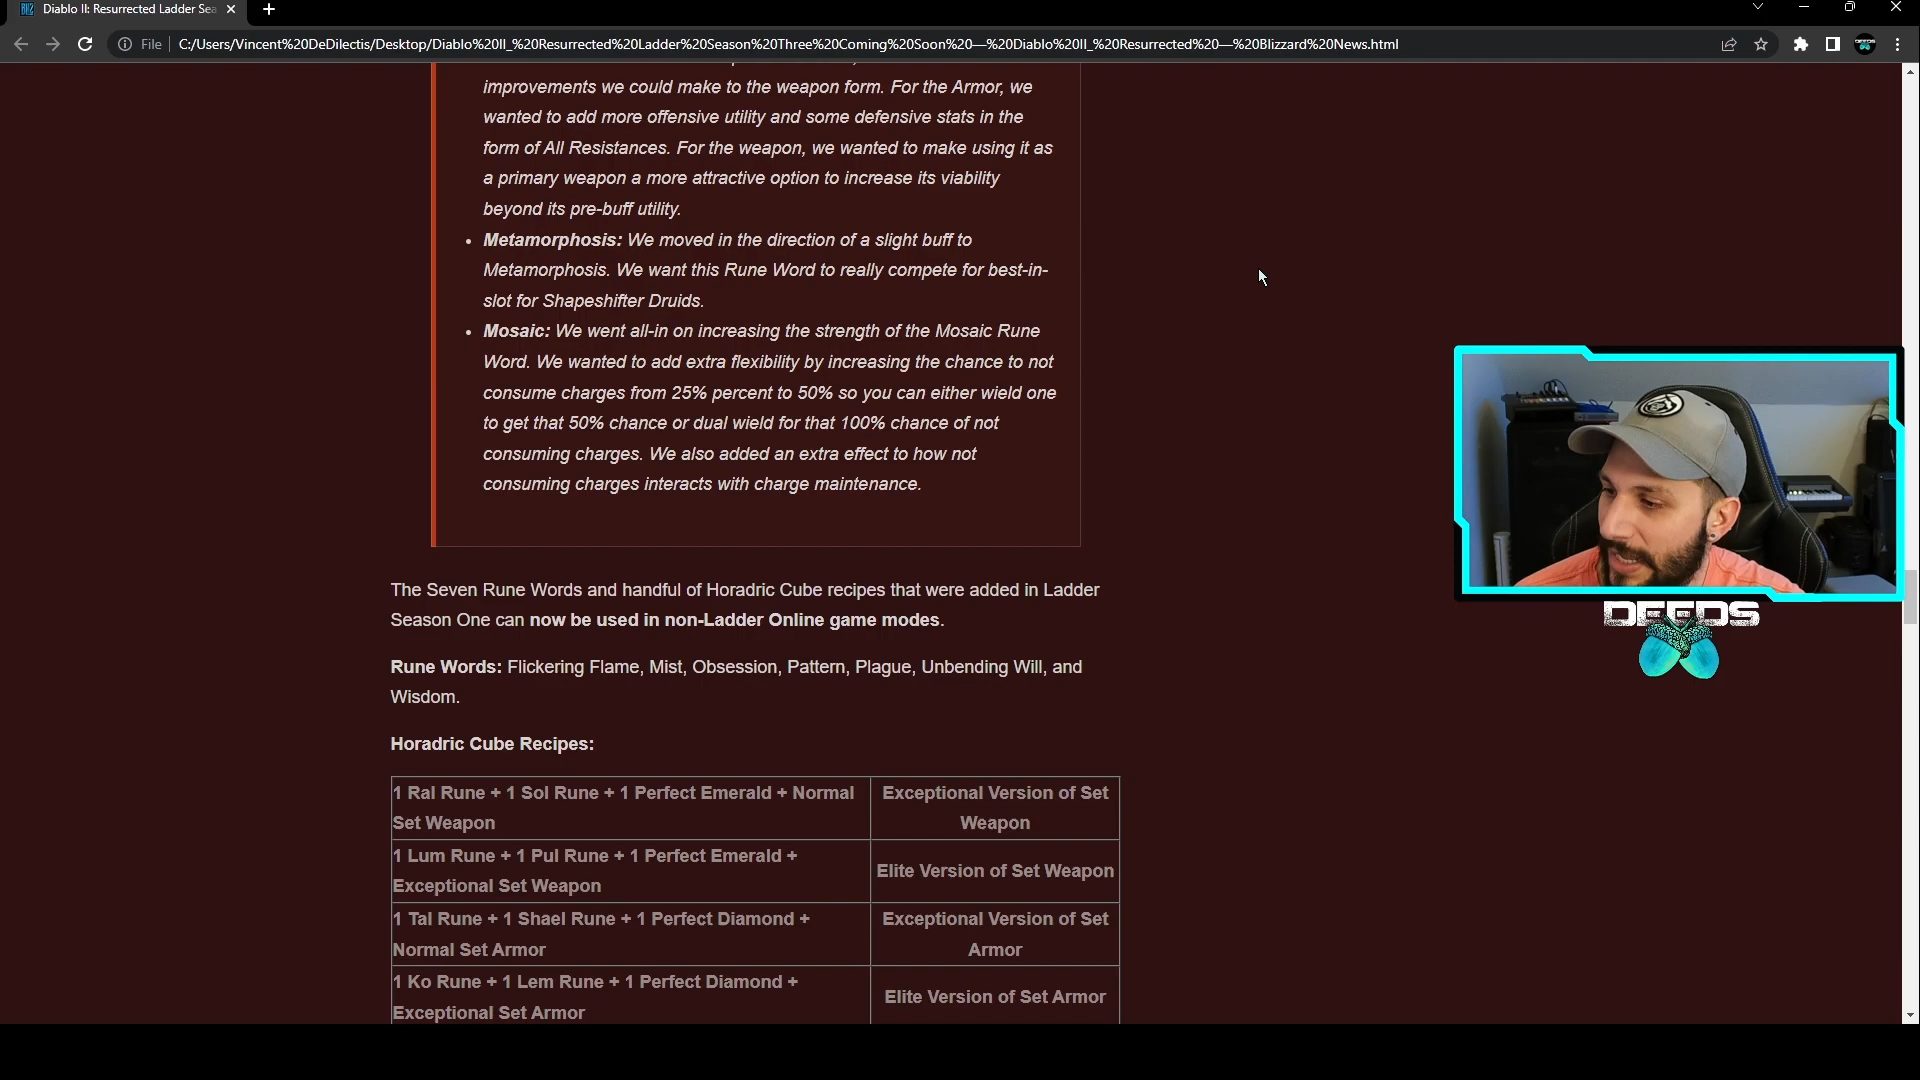 Diablo II: Resurrected Ladder Sea
File
C:/Users/Vincent%20DeDilectis/Desktop/Diablo%20II_%20Resurrected%20Ladder%20Season%20Three%20Coming%20Soon%20—%20Diablo%20II_%20Resurrected%20—%20Blizzard%20News.html
improvements we could make to the weapon form. For the Armor, we
wanted to add more offensive utility and some defensive stats in the
form of All Resistances. For the weapon, we wanted to make using it as
a primary weapon a more attractive option to increase its viability
beyond its pre-buff utility.
• Metamorphosis: We moved in the direction of a slight buff to
Metamorphosis. We want this Rune Word to really compete for best-in-
slot for Shapeshifter Druids.
• Mosaic: We went all-in on increasing the strength of the Mosaic Rune
Word. We wanted to add extra flexibility by increasing the chance to not
consume charges from 25% percent to 50% so you can either wield one
to get that 50% chance or dual wield for that 100% chance of not
consuming charges. We also added an extra effect to how not
consuming charges interacts with charge maintenance.
The Seven Rune Words and handful of Horadric Cube recipes that were added in Ladder
Season One can now be used in non-Ladder Online game modes.
Rune Words: Flickering Flame, Mist, Obsession, Pattern, Plague, Unbending Will, and
Wisdom.
Horadric Cube Recipes:
1 Ral Rune + 1 Sol Rune + 1 Perfect Emerald + Normal
Set Weapon
Exceptional Version of Set
Weapon
1 Lum Rune + 1 Pul Rune + 1 Perfect Emerald +
Exceptional Set Weapon
Elite Version of Set Weapon
1 Tal Rune + 1 Shael Rune + 1 Perfect Diamond +
Normal Set Armor
Exceptional Version of Set
Armor
1 Ko Rune + 1 Lem Rune + 1 Perfect Diamond +
Exceptional Set Armor
Elite Version of Set Armor
DEEDS